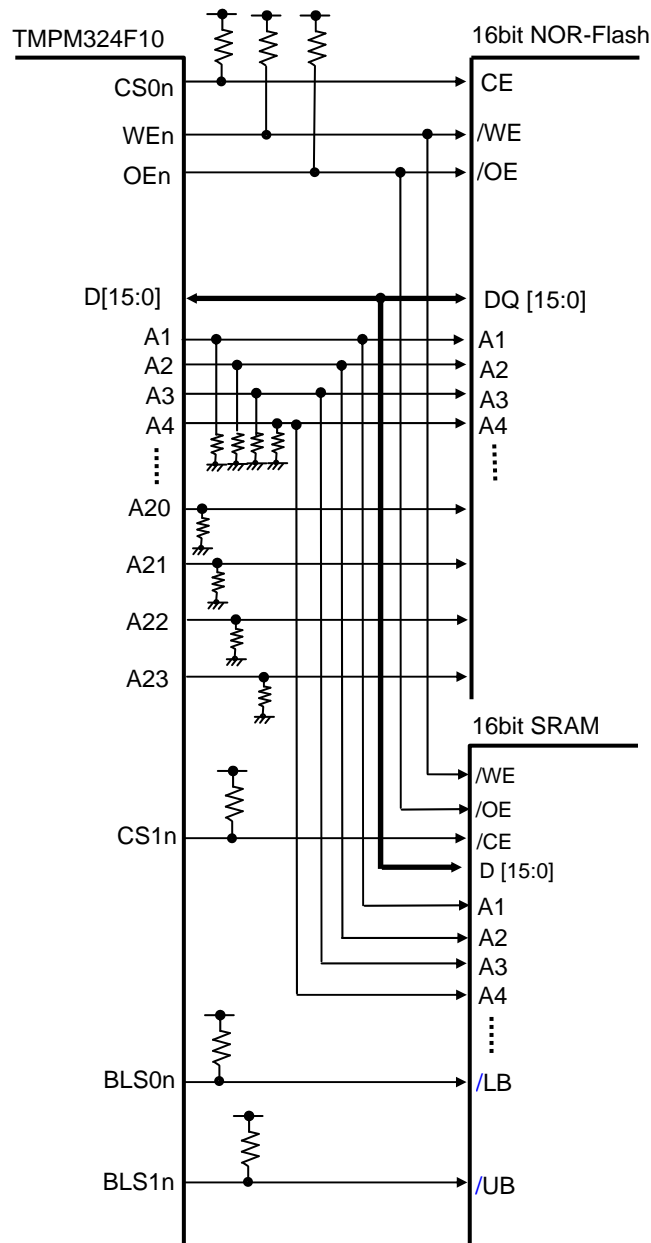 TMPM324F10
16bit NOR-Flash
CS0n
CE
WEn
/WE
OEn
/OE
D[15:0]
DQ [15:0]
A1
A1
A2
A2
A3
A3
A4
A4
A20
A21
A22
A23
16bit SRAM
/WE
/OE
CS1n
/CE
D [15:0]
A1
A2
A3
A4
BLS0n
/LB
BLS1n
/UB